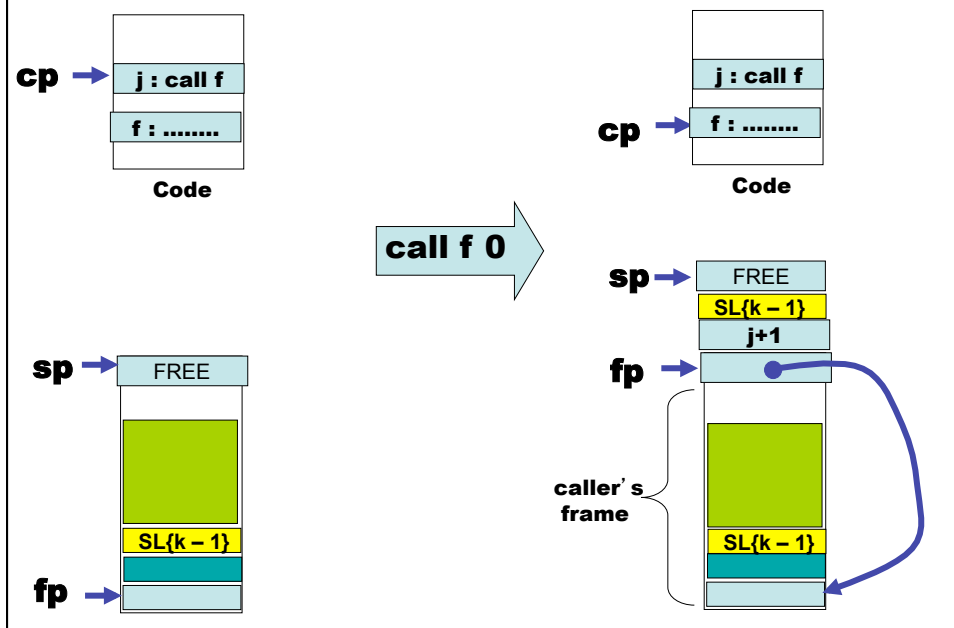 cp
j : call f
f : ........
Code
j : call f
cp
f : ........
Code
call f 0
sp
FREE
SL{k – 1}
fp
sp
FREE
SL{k – 1}
j+1
fp
caller’s
frame
SL{k – 1}